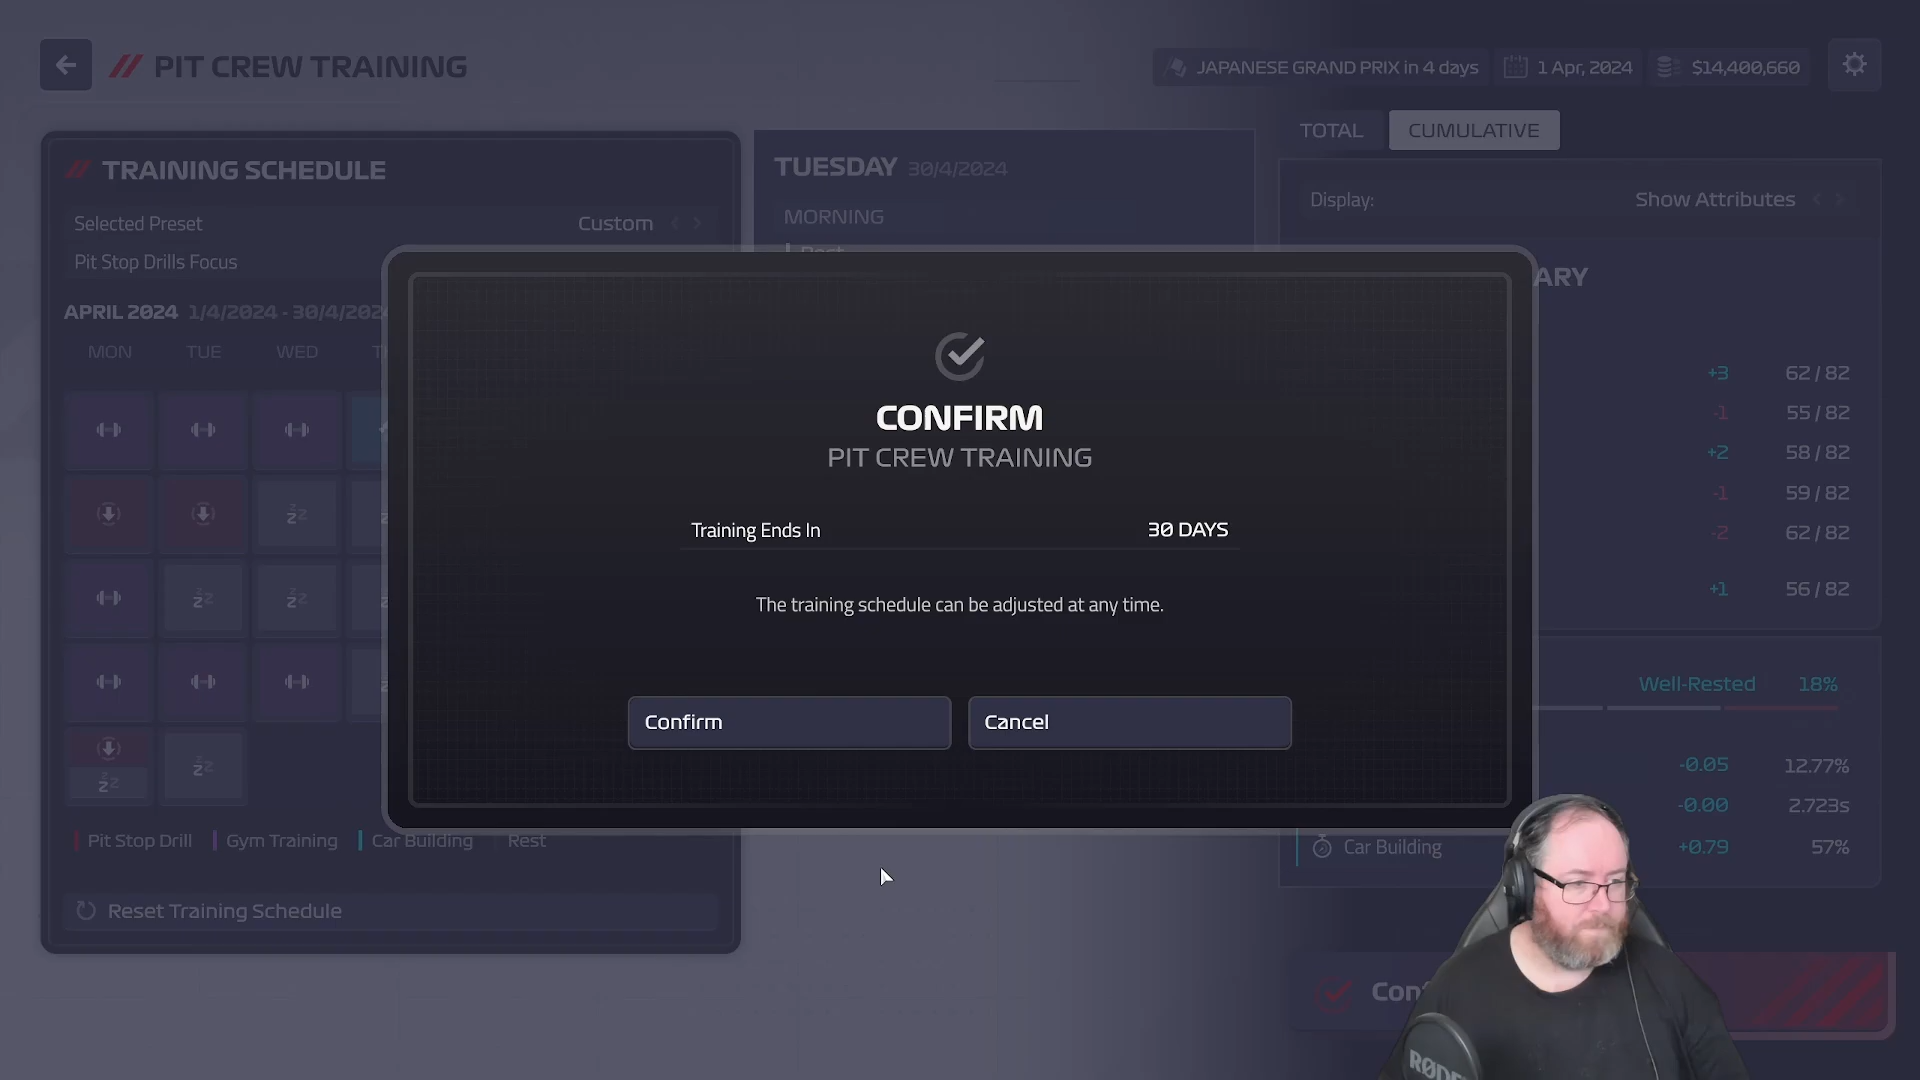 PIT CREW TRAINING
JAPANESE GRAND PRIX in 4 days
1 Apr, 2024
$14,400,660
TRAINING SCHEDULE
Selected Preset
Custom
Pit Stop Drills Focus
APRIL 2024 1/4/2024 - 30/4/202
MON TUE WED
TUESDAY 30/4/2024
MORNING
Rest
TOTAL
CUMULATIVE
Display:
Show Attributes
ARY
+3 62 / 82
-1 55 / 82
+2 58 / 82
-1 59 / 82
-2 62 / 82
+1 56 / 82
Well-Rested 18%
-0.05 12.77%
-0.00 2.723s
Car Building +0.79 57%
CONFIRM
PIT CREW TRAINING
Training Ends In 30 DAYS
The training schedule can be adjusted at any time.
Confirm
Cancel
Pit Stop Drill
Gym Training
Car Building
Rest
Reset Training Schedule
Con
RØDE